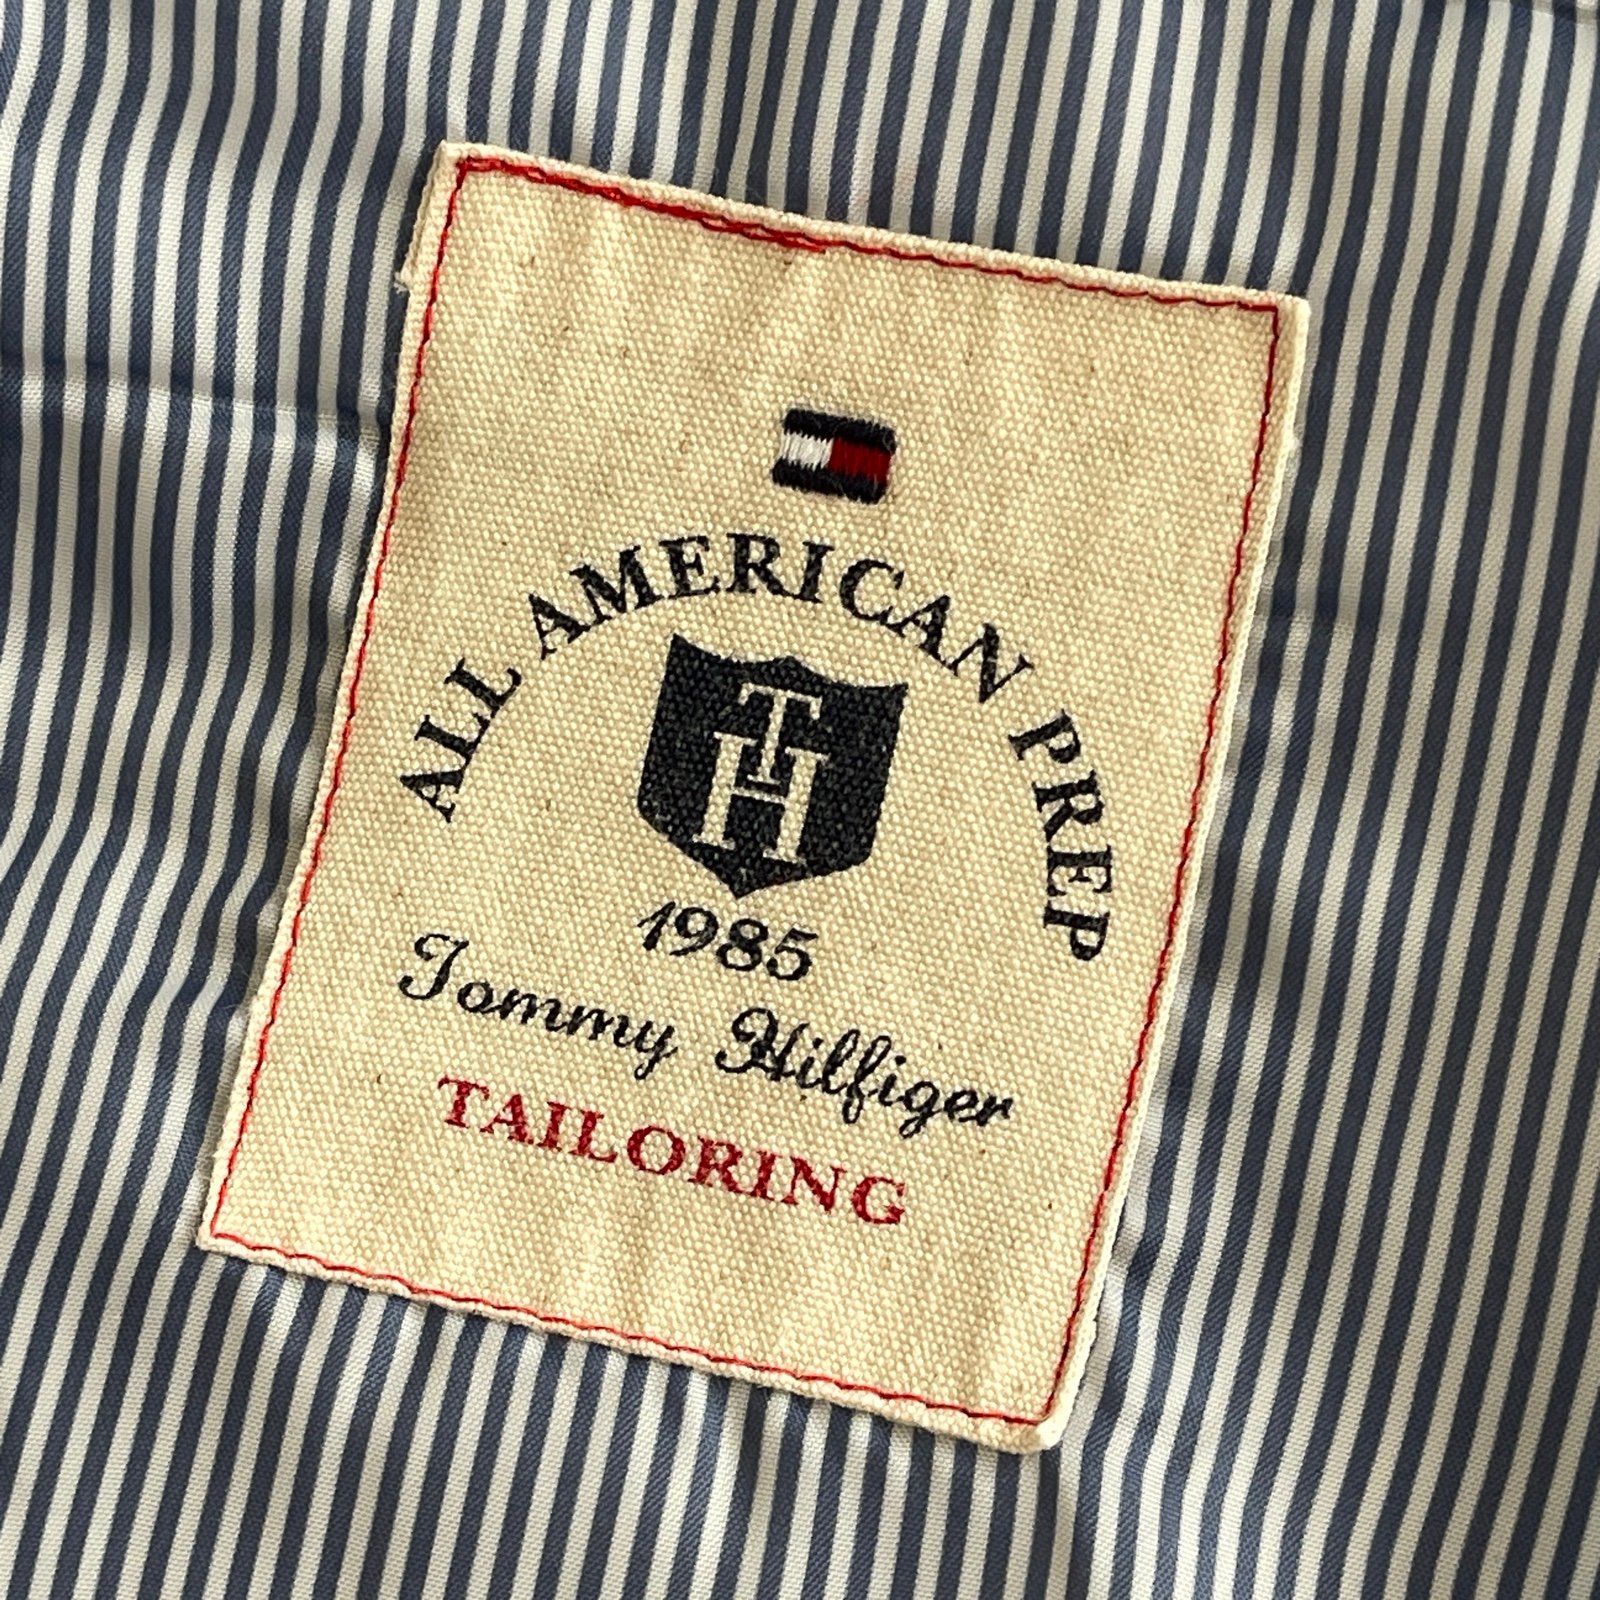 ALL AMERICAN PREP
TH
1985
Tommy Hilfiger
TAILORING